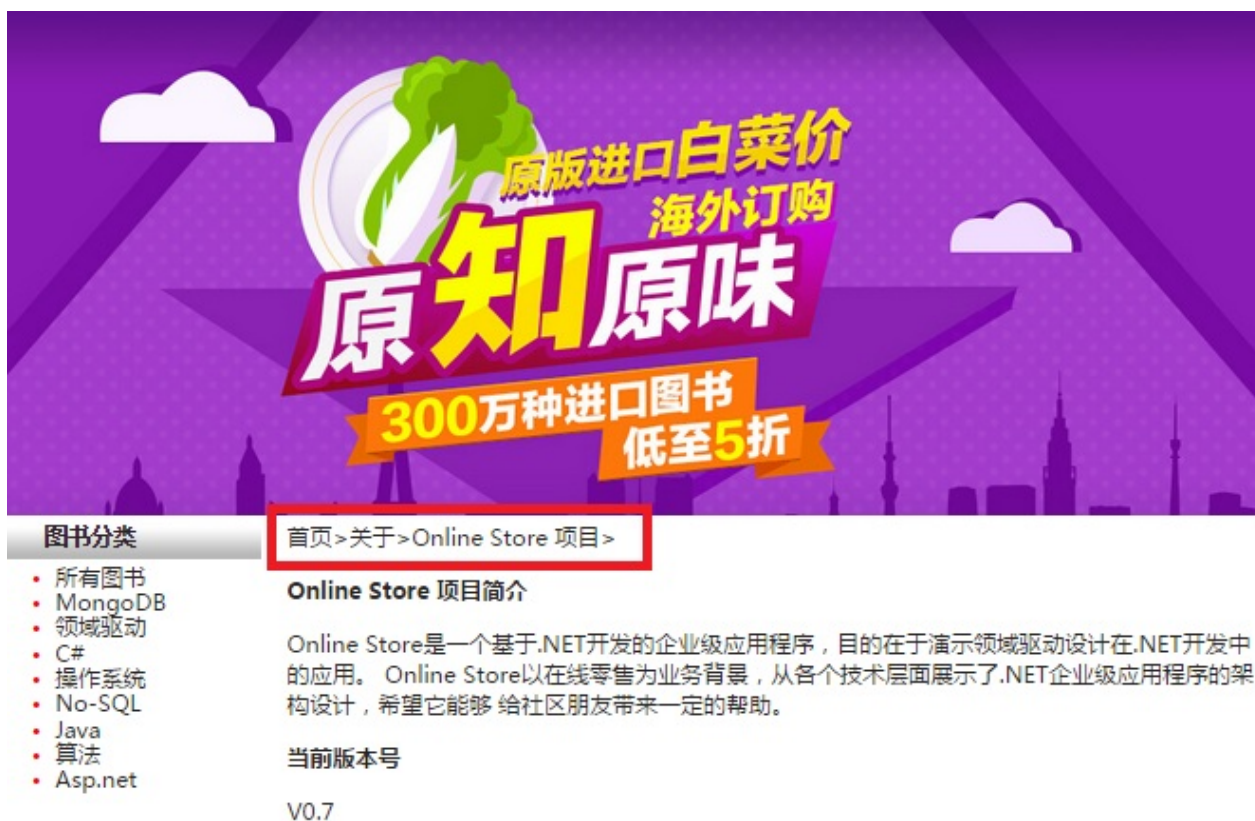 原版进口白菜价
海外订购
原知原味
300万种进口图书
低至5折
图书分类
所有图书
MongoDB
领域驱动
C#
操作系统
No-SQL
Java
算法
Asp.net
首页>关于>Online Store 项目>
Online Store 项目简介
Online Store是一个基于.NET开发的企业级应用程序，目的在于演示领域驱动设计在.NET开发中
的应用。 Online Store以在线零售为业务背景，从各个技术层面展示了.NET企业级应用程序的架
构设计，希望它能够 给社区朋友带来一定的帮助。
当前版本号
V0.7